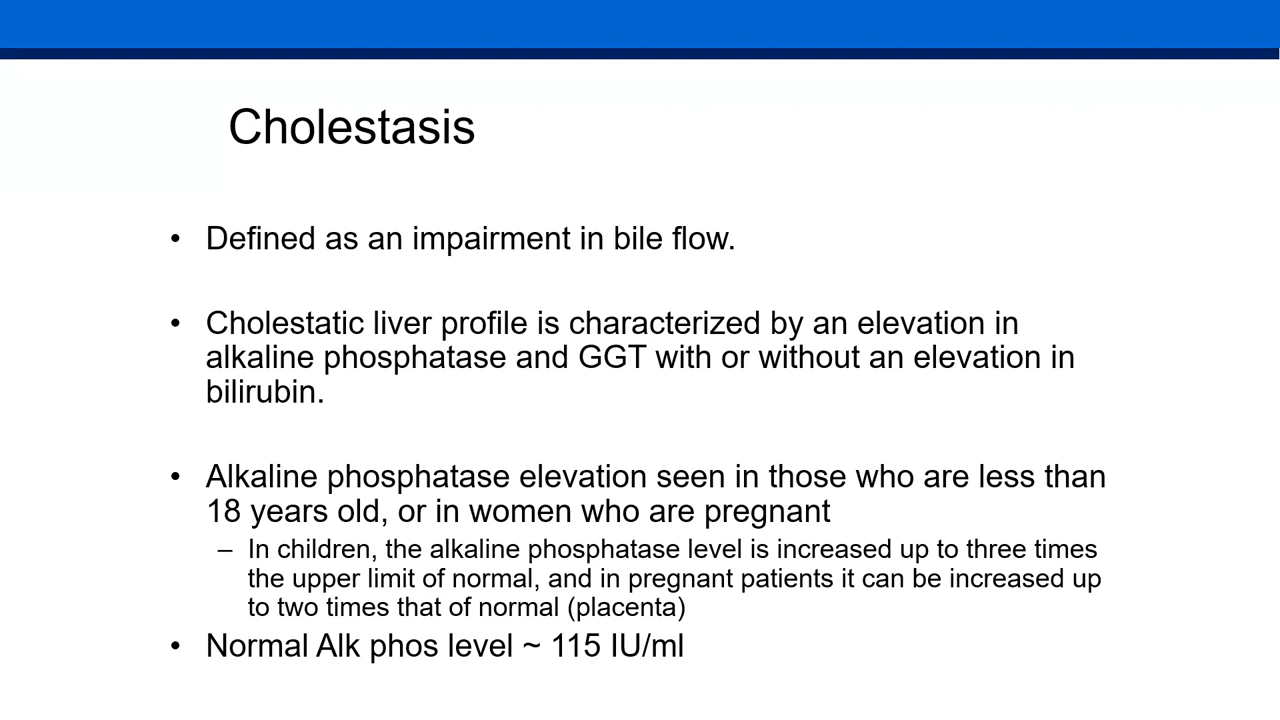 Cholestasis
• Defined as an impairment in bile flow.
• Cholestatic liver profile is characterized by an elevation in
alkaline phosphatase and GGT with or without an elevation in
bilirubin.
• Alkaline phosphatase elevation seen in those who are less than
18 years old, or in women who are pregnant
– In children, the alkaline phosphatase level is increased up to three times
the upper limit of normal, and in pregnant patients it can be increased up
to two times that of normal (placenta)
• Normal Alk phos level ~ 115 IU/ml